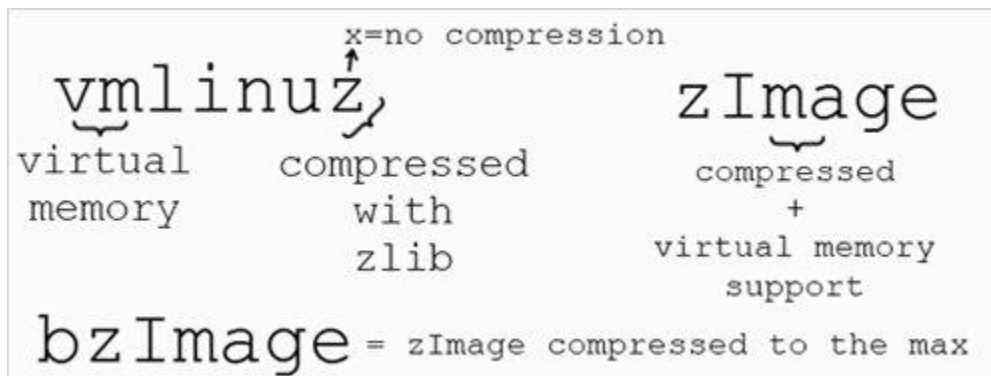 x=no compression
vmlinuz
zImage
virtual
memory
compressed
with
zlib
compressed
+
virtual memory
support
bzImage = zImage compressed to the max